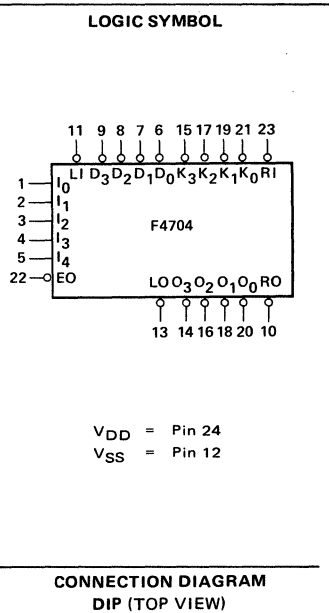 LOGIC SYMBOL
11 9 8 7 6 15 17 19 21 23
LI D3 D2 D1 D0 K3 K2 K1 K0 RI
1 I0
2 I1
3 I2
F4704
4 I3
5 I4
22 EO
LO O3 O2 O1 O0 RO
13 14 16 18 20 10
VDD = Pin 24
VSS = Pin 12
CONNECTION DIAGRAM
DIP (TOP VIEW)